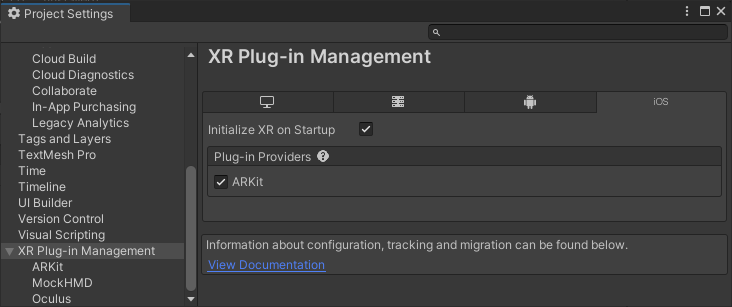 Project Settings
Cloud Build
Cloud Diagnostics
Collaborate
In-App Purchasing
Legacy Analytics
Tags and Layers
TextMesh Pro
Time
Timeline
UI Builder
Version Control
Visual Scripting
XR Plug-in Management
ARKit
MockHMD
Oculus
XR Plug-in Management
iOS
Initialize XR on Startup
Plug-in Providers
ARKit
Information about configuration, tracking and migration can be found below.
View Documentation